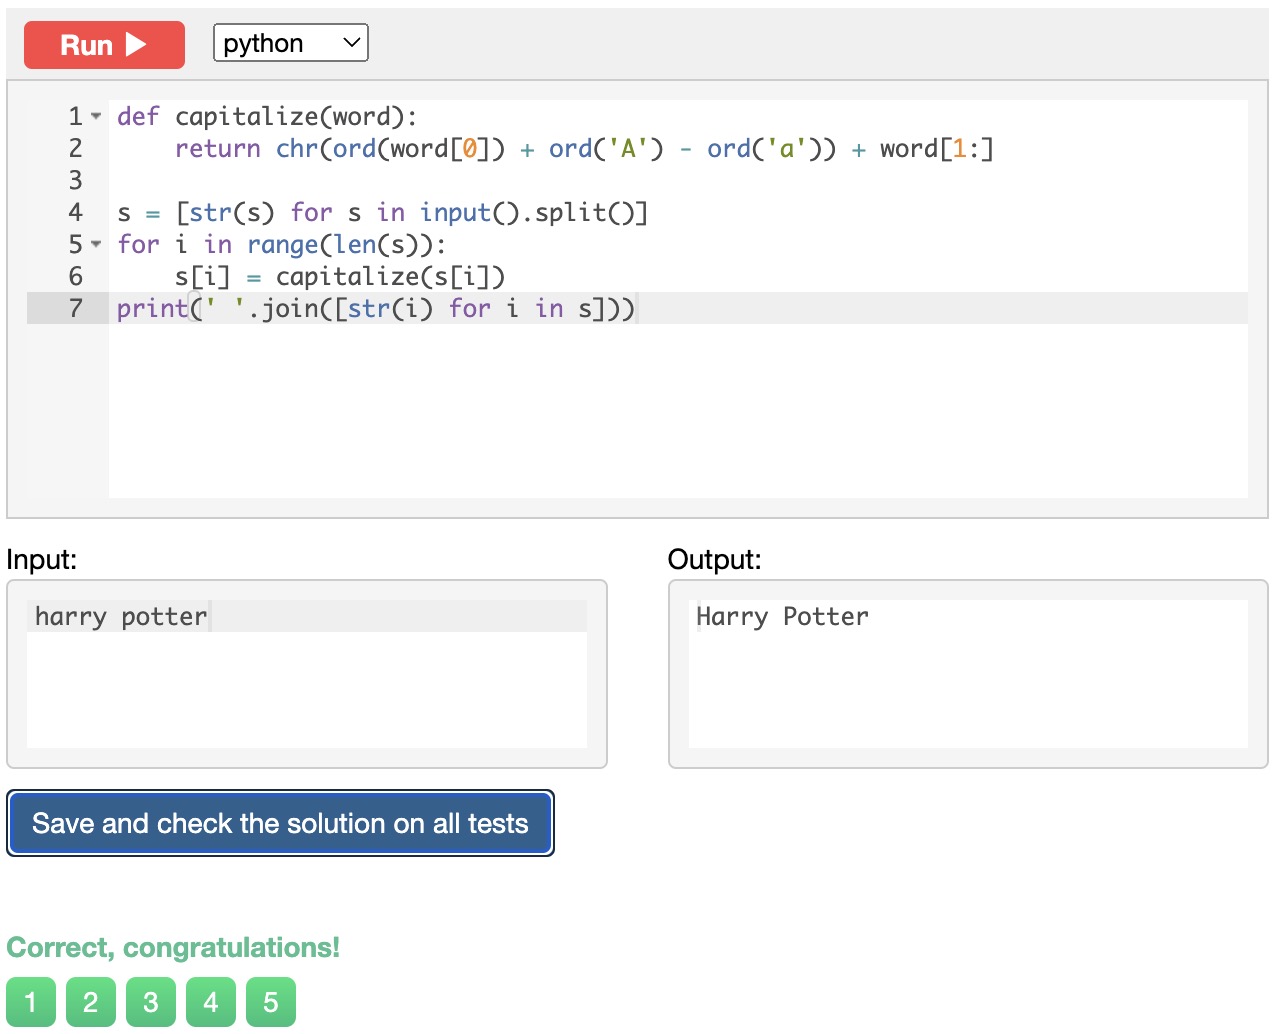 Run
python
1 def capitalize(word):
2     return chr(ord(word[0]) + ord('A') - ord('a')) + word[1:]
3
4 s = [str(s) for s in input().split()]
5 for i in range(len(s)):
6     s[i] = capitalize(s[i])
7 print(' '.join([str(i) for i in s]))
Input:
harry potter
Output:
Harry Potter
Save and check the solution on all tests
Correct, congratulations!
1 2 3 4 5